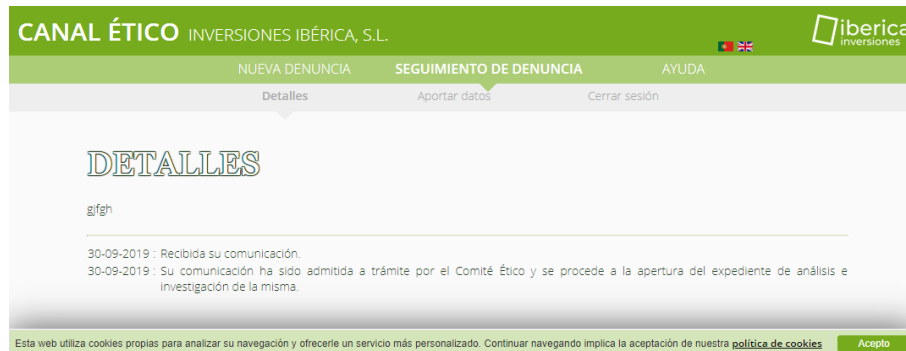 CANAL ÉTICO INVERSIONES IBÉRICA, S.L.
iberica
inversiones
NUEVA DENUNCIA SEGUIMIENTO DE DENUNCIA AYUDA
Detalles Aportar datos Cerrar sesión
DETALLES
gjfgh
30-09-2019 : Recibida su comunicación.
30-09-2019 : Su comunicación ha sido admitida a trámite por el Comité Ético y se procede a la apertura del expediente de análisis e
investigación de la misma.
Esta web utiliza cookies propias para analizar su navegación y ofrecerle un servicio más personalizado. Continuar navegando implica la aceptación de nuestra política de cookies Acepto